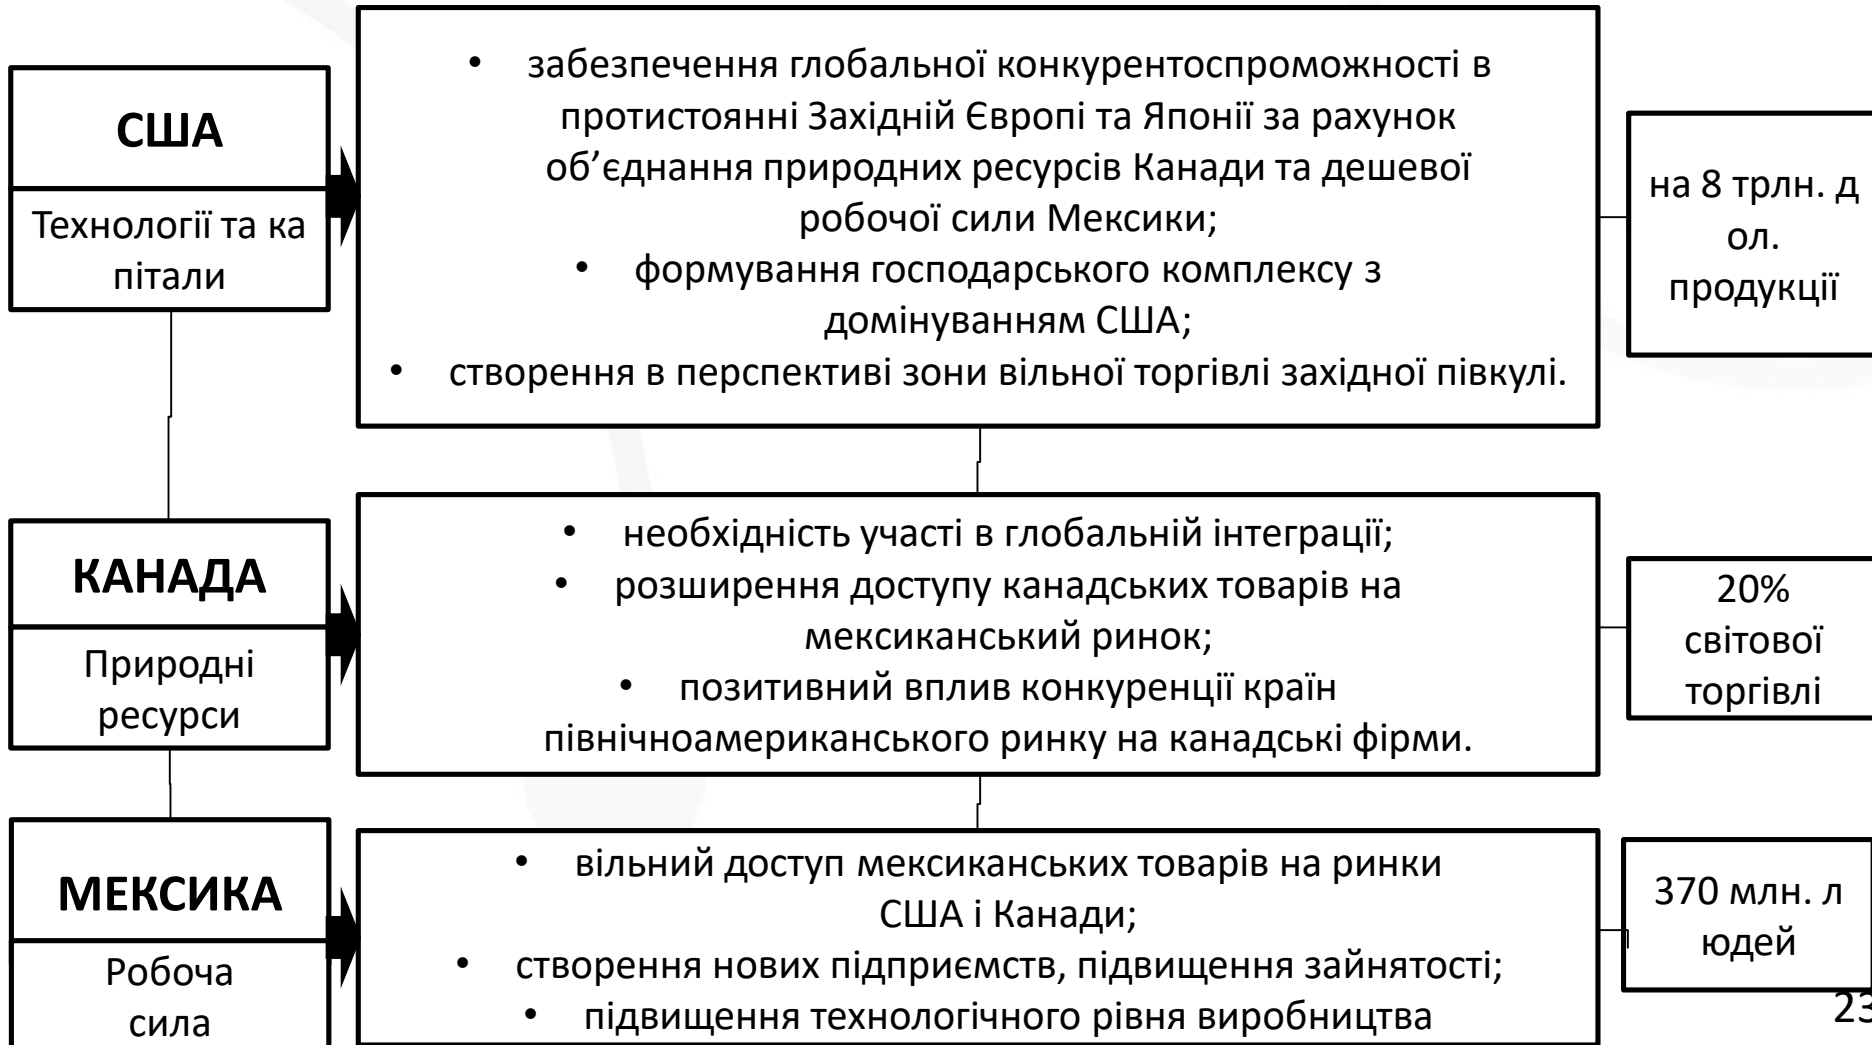 США
Технології та ка
пітали
• забезпечення глобальної конкурентоспроможності в
протистоянні Західній Європі та Японії за рахунок
об’єднання природних ресурсів Канади та дешевої
робочої сили Мексики;
• формування господарського комплексу з
домінуванням США;
• створення в перспективі зони вільної торгівлі західної півкулі.
на 8 трлн. д
ол.
продукції
КАНАДА
Природні
ресурси
• необхідність участі в глобальній інтеграції;
• розширення доступу канадських товарів на
мексиканський ринок;
• позитивний вплив конкуренції країн
північноамериканського ринку на канадські фірми.
20%
світової
торгівлі
МЕКСИКА
Робоча
сила
• вільний доступ мексиканських товарів на ринки
США і Канади;
• створення нових підприємств, підвищення зайнятості;
• підвищення технологічного рівня виробництва
370 млн. л
юдей
23